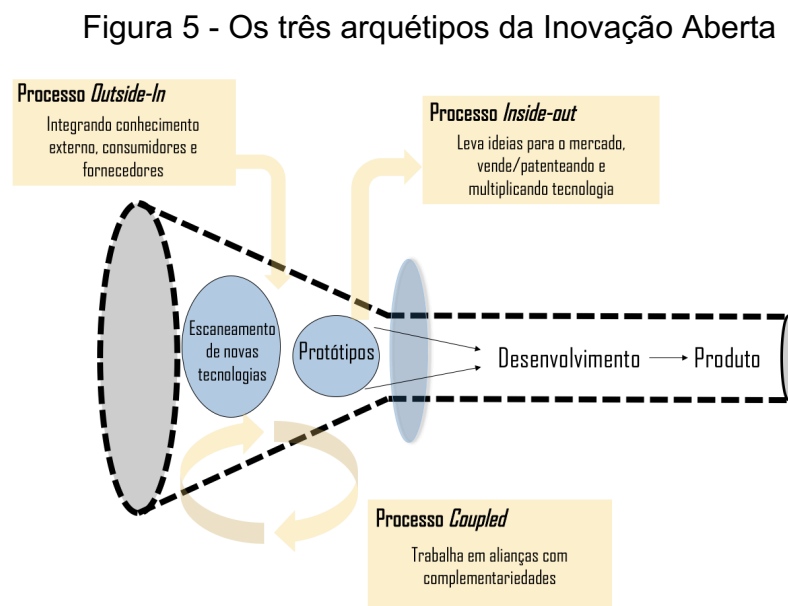 Figura 5 - Os três arquétipos da Inovação Aberta
Processo Outside-In
Integrando conhecimento
externo, consumidores e
fornecedores
Processo Inside-out
Leva ideias para o mercado,
vende/patenteando e
multiplicando tecnologia
Escaneamento
de novas
tecnologias
Protótipos
Desenvolvimento
Produto
Processo Coupled
Trabalha em alianças com
complementariedades